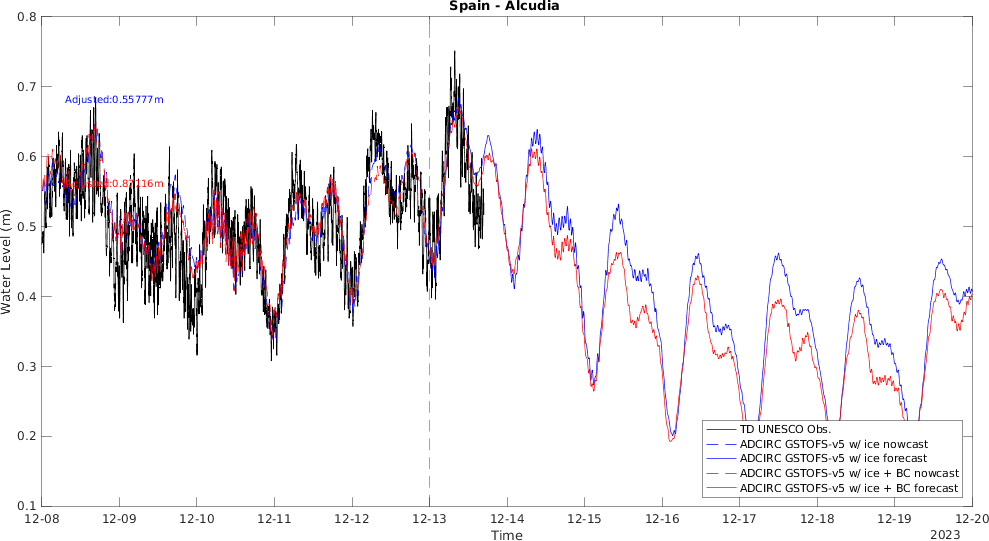 Spain - Alcudia
0.8
0.7
0.6
0.5
0.4
0.3
0.2
0.1
Water Level (m)
Adjusted:0.55777m
TD UNESCO Obs.
ADCIRC GSTOFS-v5 w/ ice nowcast
ADCIRC GSTOFS-v5 w/ ice forecast
ADCIRC GSTOFS-v5 w/ ice + BC nowcast
ADCIRC GSTOFS-v5 w/ ice + BC forecast
12-08 12-09 12-10 12-11 12-12 12-13 12-14 12-15 12-16 12-17 12-18 12-19 12-20
Time
2023